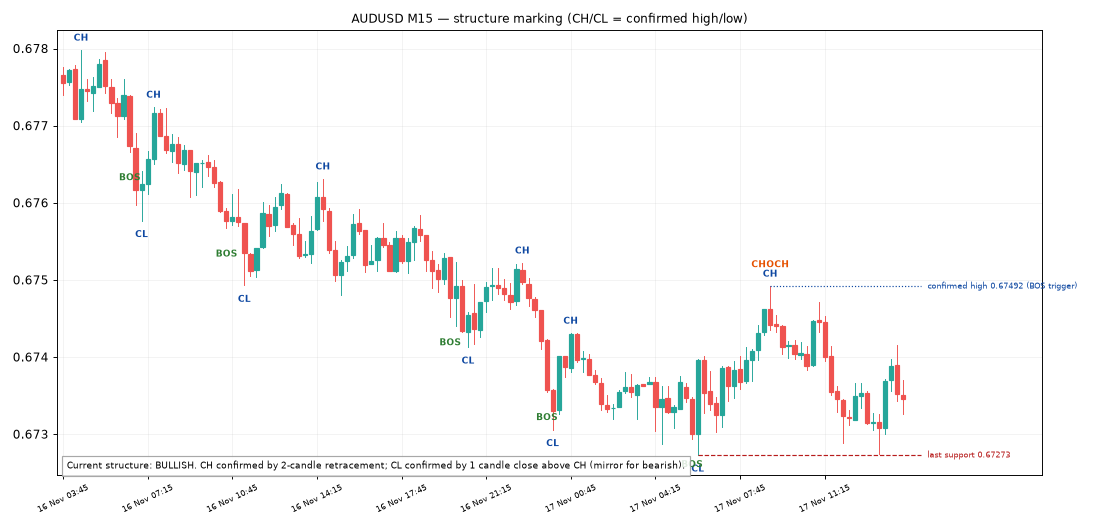 AUDUSD M15 — structure marking (CH/CL = confirmed high/low)
0.678
0.677
0.676
0.675
0.674
0.673
CH
BOS
CL
CH
BOS
CL
CH
BOS
CL
CH
BOS
CL
CH
OS
CL
CHOCH
CH
confirmed high 0.67492 (BOS trigger)
last support 0.67273
Current structure: BULLISH. CH confirmed by 2-candle retracement; CL confirmed by 1 candle close above CH (mirror for bearish).
16 Nov 03:45
16 Nov 07:15
16 Nov 10:45
16 Nov 14:15
16 Nov 17:45
16 Nov 21:15
17 Nov 00:45
17 Nov 04:15
17 Nov 07:45
17 Nov 11:15